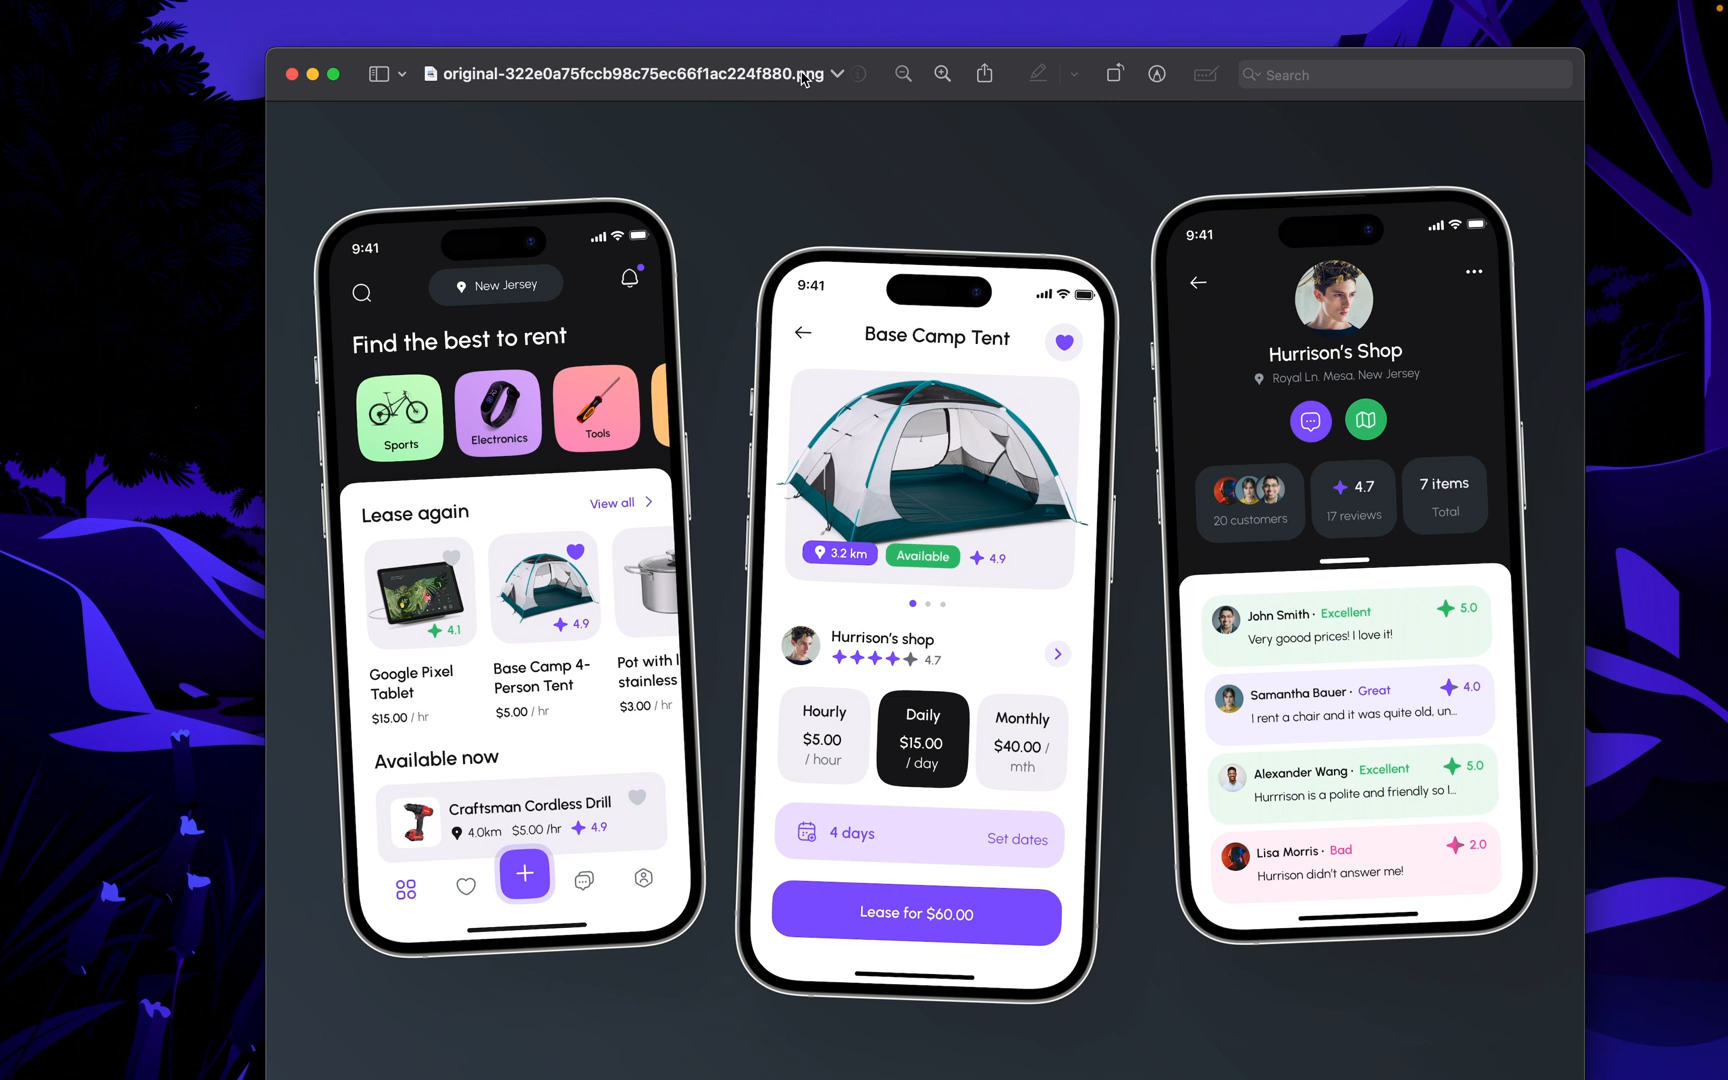 original-322e0a75fccb98c75ec66f1ac224f880.png
Search
9:41
New Jersey
Find the best to rent
Sports
Electronics
Tools
Lease again
View all
4.1
4.9
Google Pixel
Tablet
$15.00 / hr
Base Camp 4-
Person Tent
$5.00 / hr
Pot with l
stainless
$3.00 / hr
Available now
Craftsman Cordless Drill
4.0km $5.00 /hr 4.9
9:41
Base Camp Tent
3.2 km
Available
4.9
Hurrison's shop
4.7
Hourly
$5.00
/ hour
Daily
$15.00
/ day
Monthly
$40.00 /
mth
4 days
Set dates
Lease for $60.00
9:41
Hurrison's Shop
Royal Ln. Mesa, New Jersey
20 customers
4.7
17 reviews
7 items
Total
John Smith · Excellent
5.0
Very goood prices! I love it!
Samantha Bauer · Great
4.0
I rent a chair and it was quite old, un...
Alexander Wang · Excellent
5.0
Hurrrison is a polite and friendly so I...
Lisa Morris · Bad
2.0
Hurrison didn't answer me!